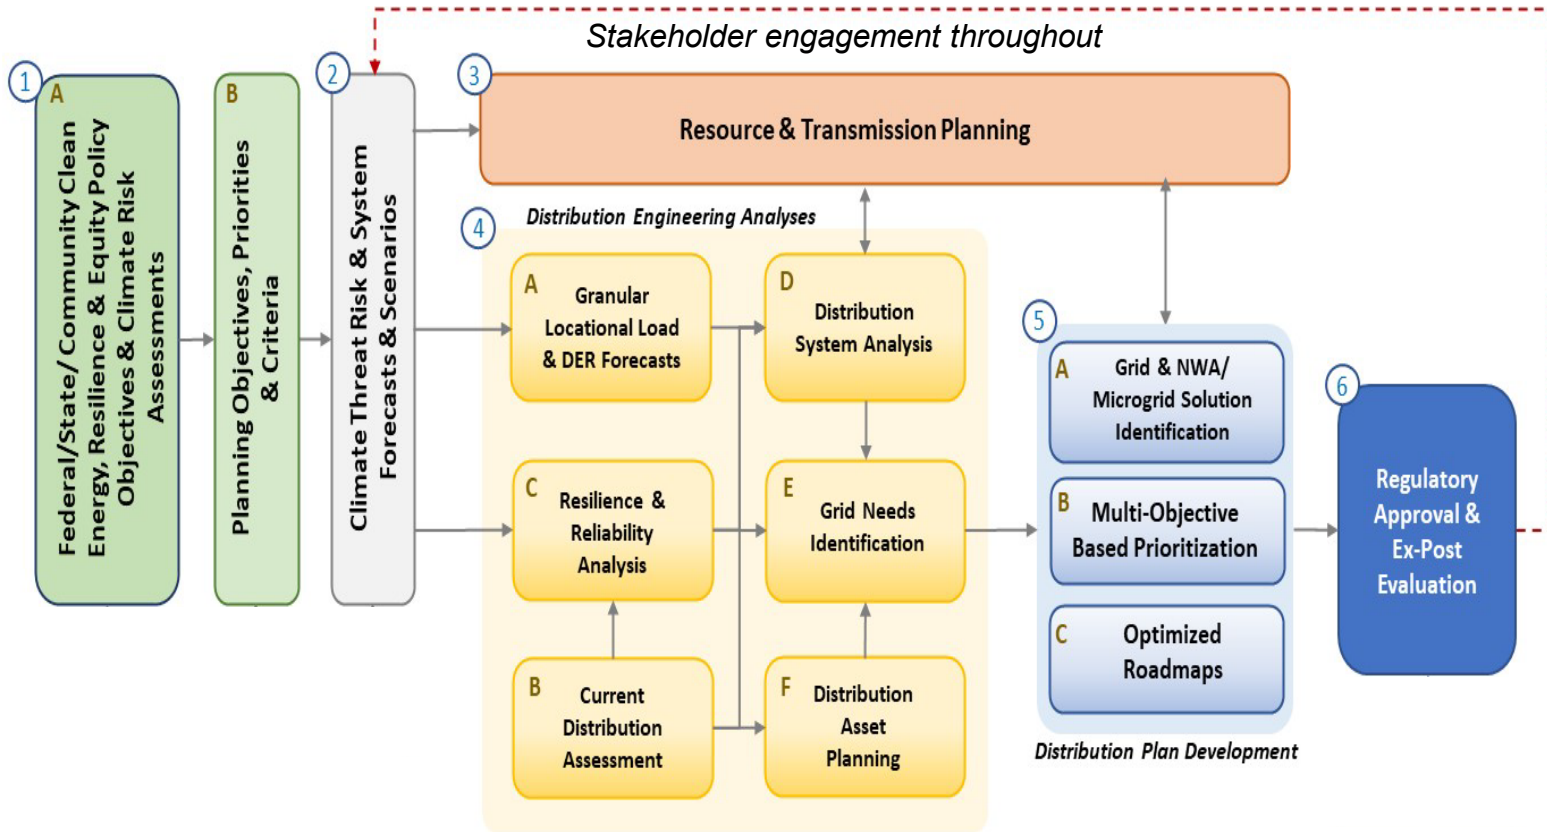 Stakeholder engagement throughout
1
A
Federal/State/ Community Clean
Energy, Resilience & Equity Policy
Objectives & Climate Risk
Assessments
B
Planning Objectives, Priorities
& Criteria
2
Climate Threat Risk & System
Forecasts & Scenarios
3
Resource & Transmission Planning
Distribution Engineering Analyses
4
A
Granular
Locational Load
& DER Forecasts
D
Distribution
System Analysis
C
Resilience &
Reliability
Analysis
E
Grid Needs
Identification
B
Current
Distribution
Assessment
F
Distribution
Asset
Planning
5
A
Grid & NWA/
Microgrid Solution
Identification
B
Multi-Objective
Based Prioritization
C
Optimized
Roadmaps
Distribution Plan Development
6
Regulatory
Approval &
Ex-Post
Evaluation